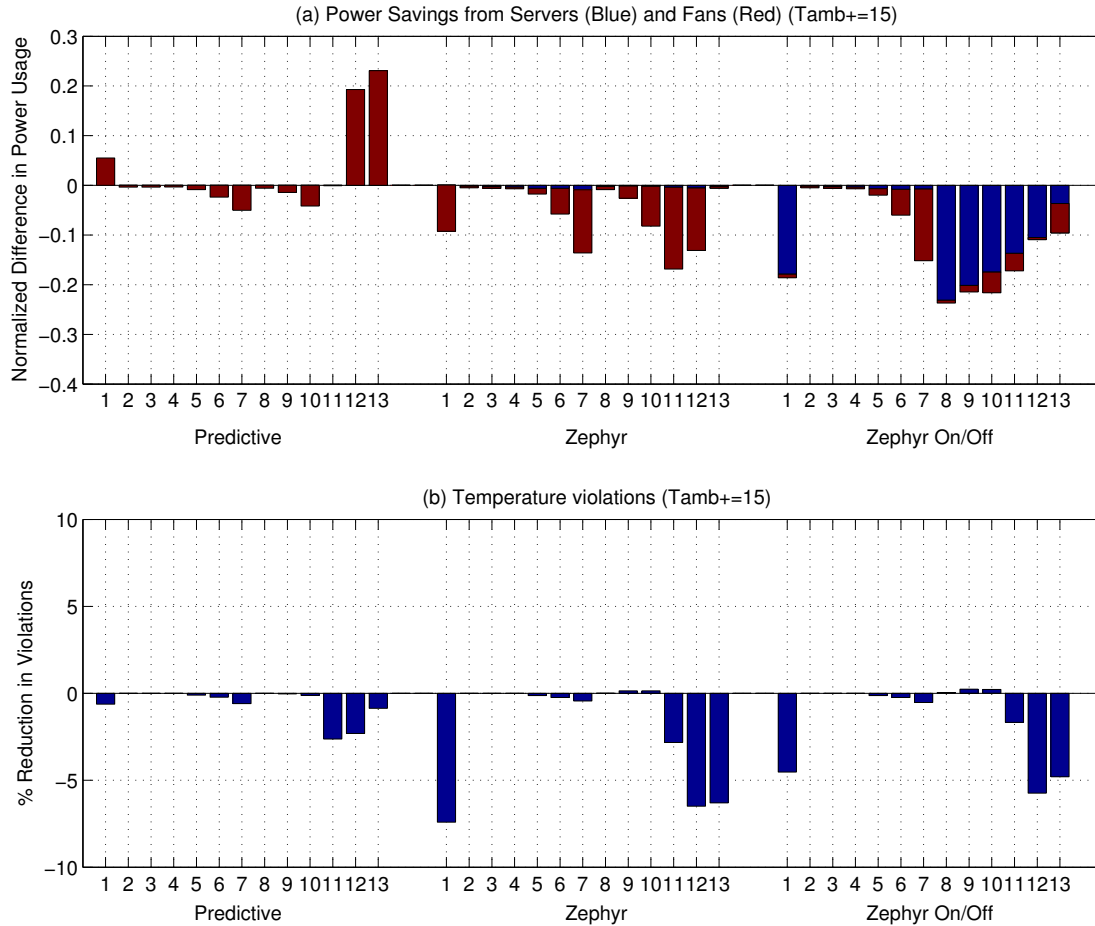 (a) Power Savings from Servers (Blue) and Fans (Red) (Tamb+=15)
Normalized Difference in Power Usage
0.3
0.2
0.1
0
−0.1
−0.2
−0.3
−0.4
1 2 3 4 5 6 7 8 9 10 11 12 13 1 2 3 4 5 6 7 8 9 10 11 12 13 1 2 3 4 5 6 7 8 9 10 11 12 13
Predictive Zephyr Zephyr On/Off
(b) Temperature violations (Tamb+=15)
% Reduction in Violations
10
5
0
−5
−10
1 2 3 4 5 6 7 8 9 10 11 12 13 1 2 3 4 5 6 7 8 9 10 11 12 13 1 2 3 4 5 6 7 8 9 10 11 12 13
Predictive Zephyr Zephyr On/Off